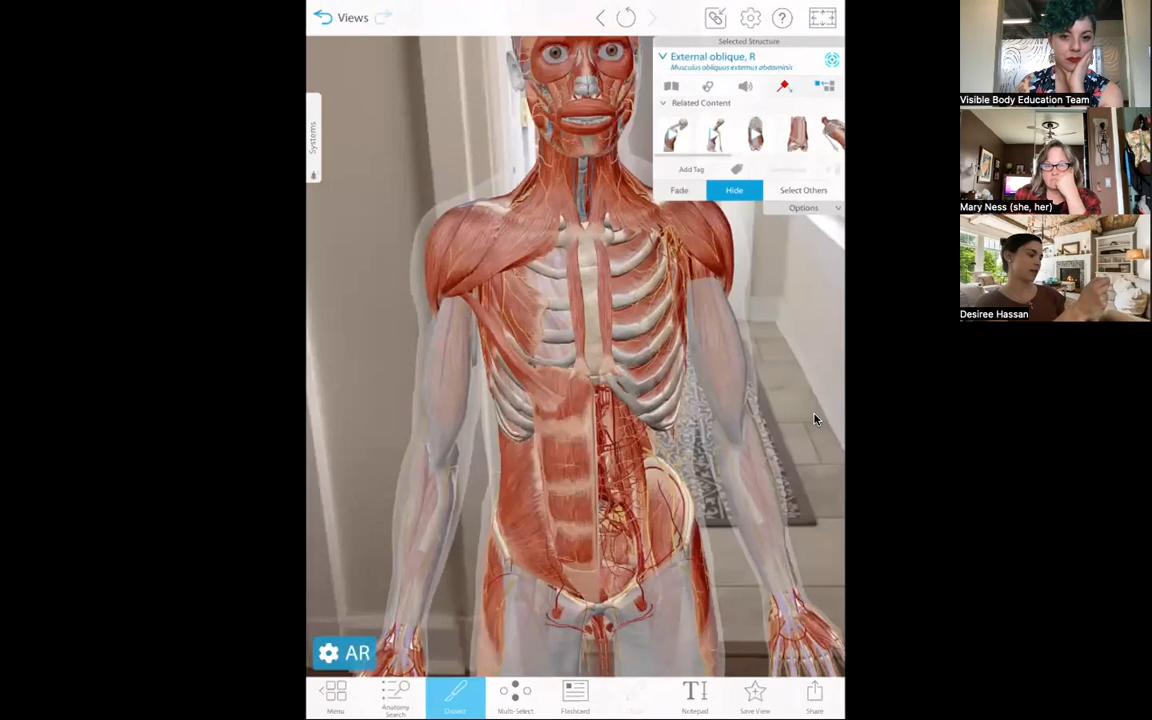 Views
Selected Structure
External oblique, R
Musculus obliquus externus abdominis
Related Content
Add Tag
Fade
Hide
Select Others
Options
Systems
AR
Menu
Anatomy
Search
Dissect
Multi-Select
Flashcard
Notepad
Save View
Share
Visible Body Education Team
Mary Ness (she, her)
Desiree Hassan